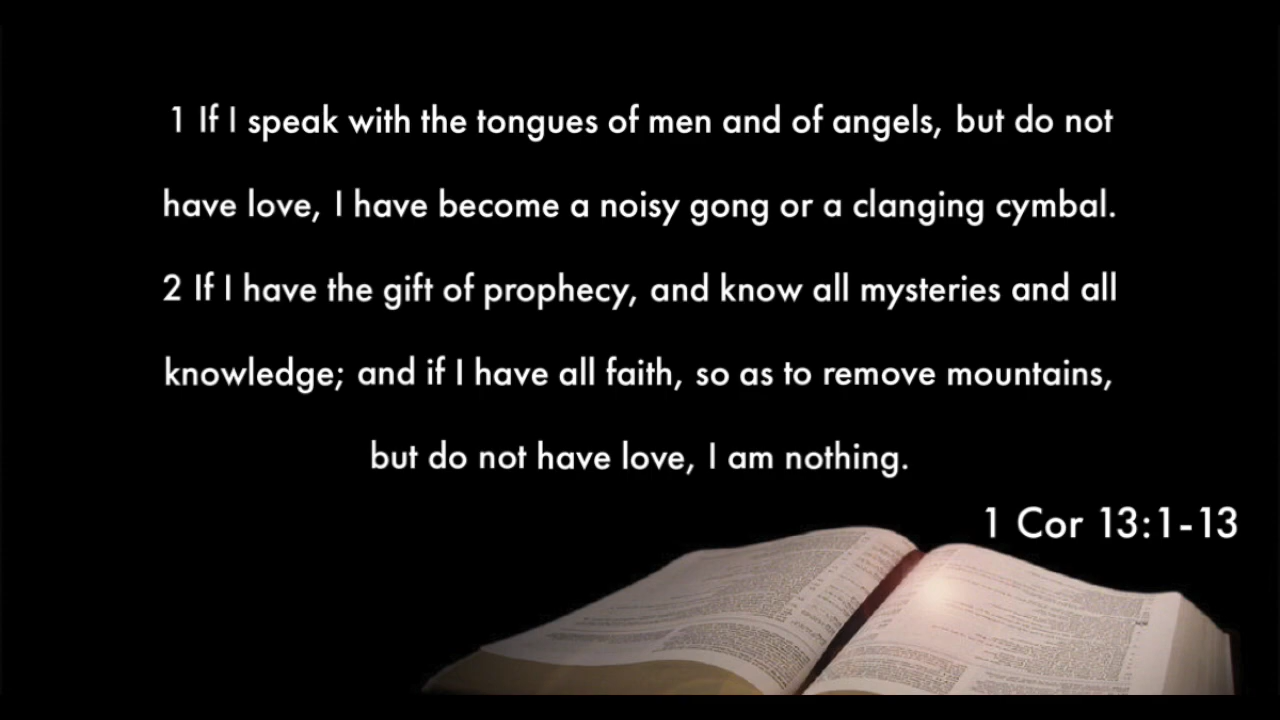 1 If I speak with the tongues of men and of angels, but do not
have love, I have become a noisy gong or a clanging cymbal.
2 If I have the gift of prophecy, and know all mysteries and all
knowledge; and if I have all faith, so as to remove mountains,
but do not have love, I am nothing.
1 Cor 13:1-13